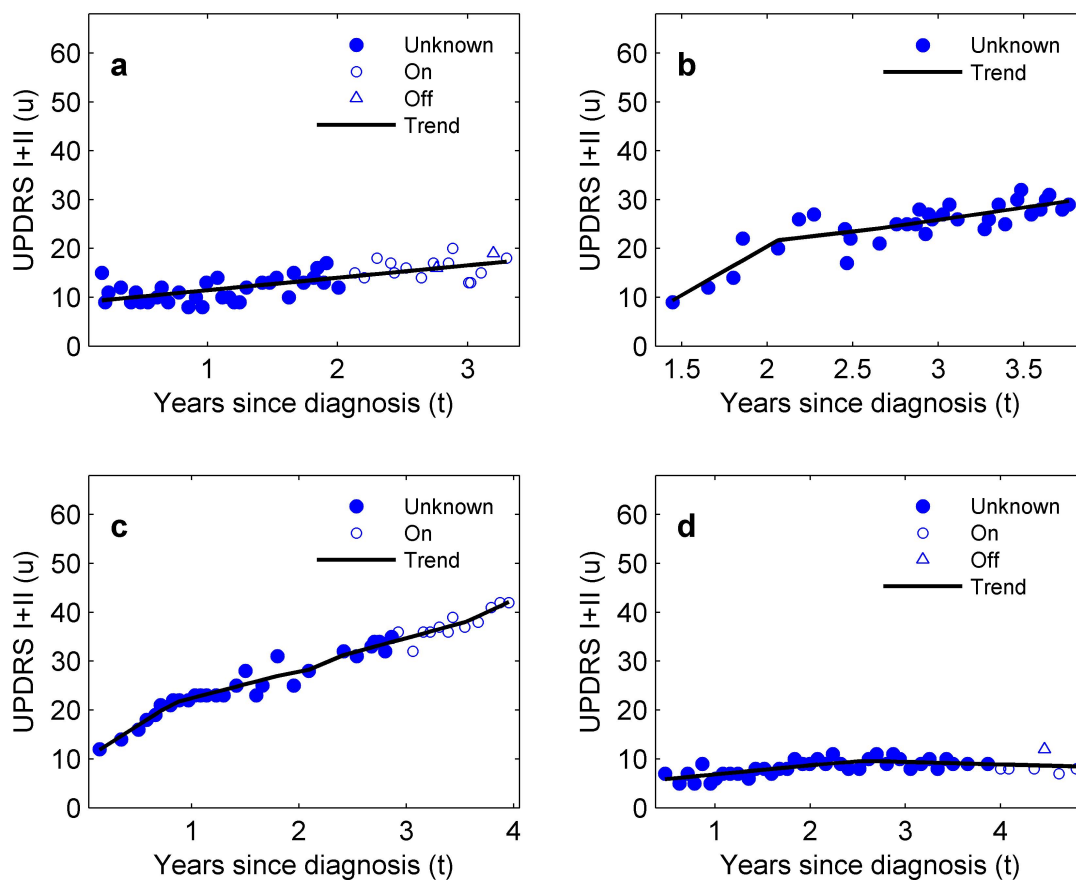 a
Unknown
On
Off
Trend
UPDRS I+II (u)
60
50
40
30
20
10
0
1
2
3
Years since diagnosis (t)
b
Unknown
Trend
UPDRS I+II (u)
60
50
40
30
20
10
0
1.5
2
2.5
3
3.5
Years since diagnosis (t)
c
Unknown
On
Trend
UPDRS I+II (u)
60
50
40
30
20
10
0
1
2
3
4
Years since diagnosis (t)
d
Unknown
On
Off
Trend
UPDRS I+II (u)
60
50
40
30
20
10
0
1
2
3
4
Years since diagnosis (t)